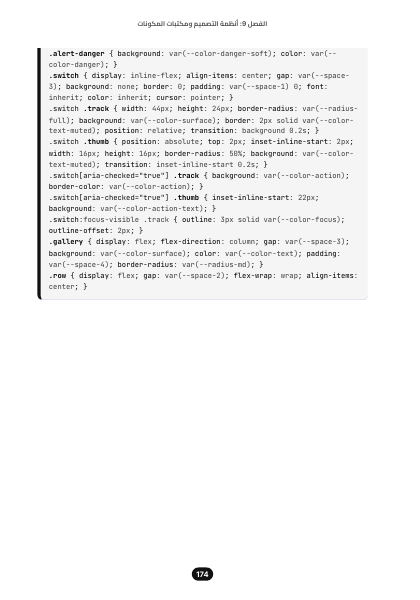 الفصل 9: أنظمة التصميم ومكتبات المكونات
.alert-danger { background: var(--color-danger-soft); color: var(--
color-danger); }
.switch { display: inline-flex; align-items: center; gap: var(--space-
3); background: none; border: 0; padding: var(--space-1) 0; font:
inherit; color: inherit; cursor: pointer; }
.switch .track { width: 44px; height: 24px; border-radius: var(--radius-
full); background: var(--color-surface); border: 2px solid var(--color-
text-muted); position: relative; transition: background 0.2s; }
.switch .thumb { position: absolute; top: 2px; inset-inline-start: 2px;
width: 16px; height: 16px; border-radius: 50%; background: var(--color-
text-muted); transition: inset-inline-start 0.2s; }
.switch[aria-checked="true"] .track { background: var(--color-action);
border-color: var(--color-action); }
.switch[aria-checked="true"] .thumb { inset-inline-start: 22px;
background: var(--color-action-text); }
.switch:focus-visible .track { outline: 3px solid var(--color-focus);
outline-offset: 2px; }
.gallery { display: flex; flex-direction: column; gap: var(--space-3);
background: var(--color-surface); color: var(--color-text); padding:
var(--space-4); border-radius: var(--radius-md); }
.row { display: flex; gap: var(--space-2); flex-wrap: wrap; align-items:
center; }
174